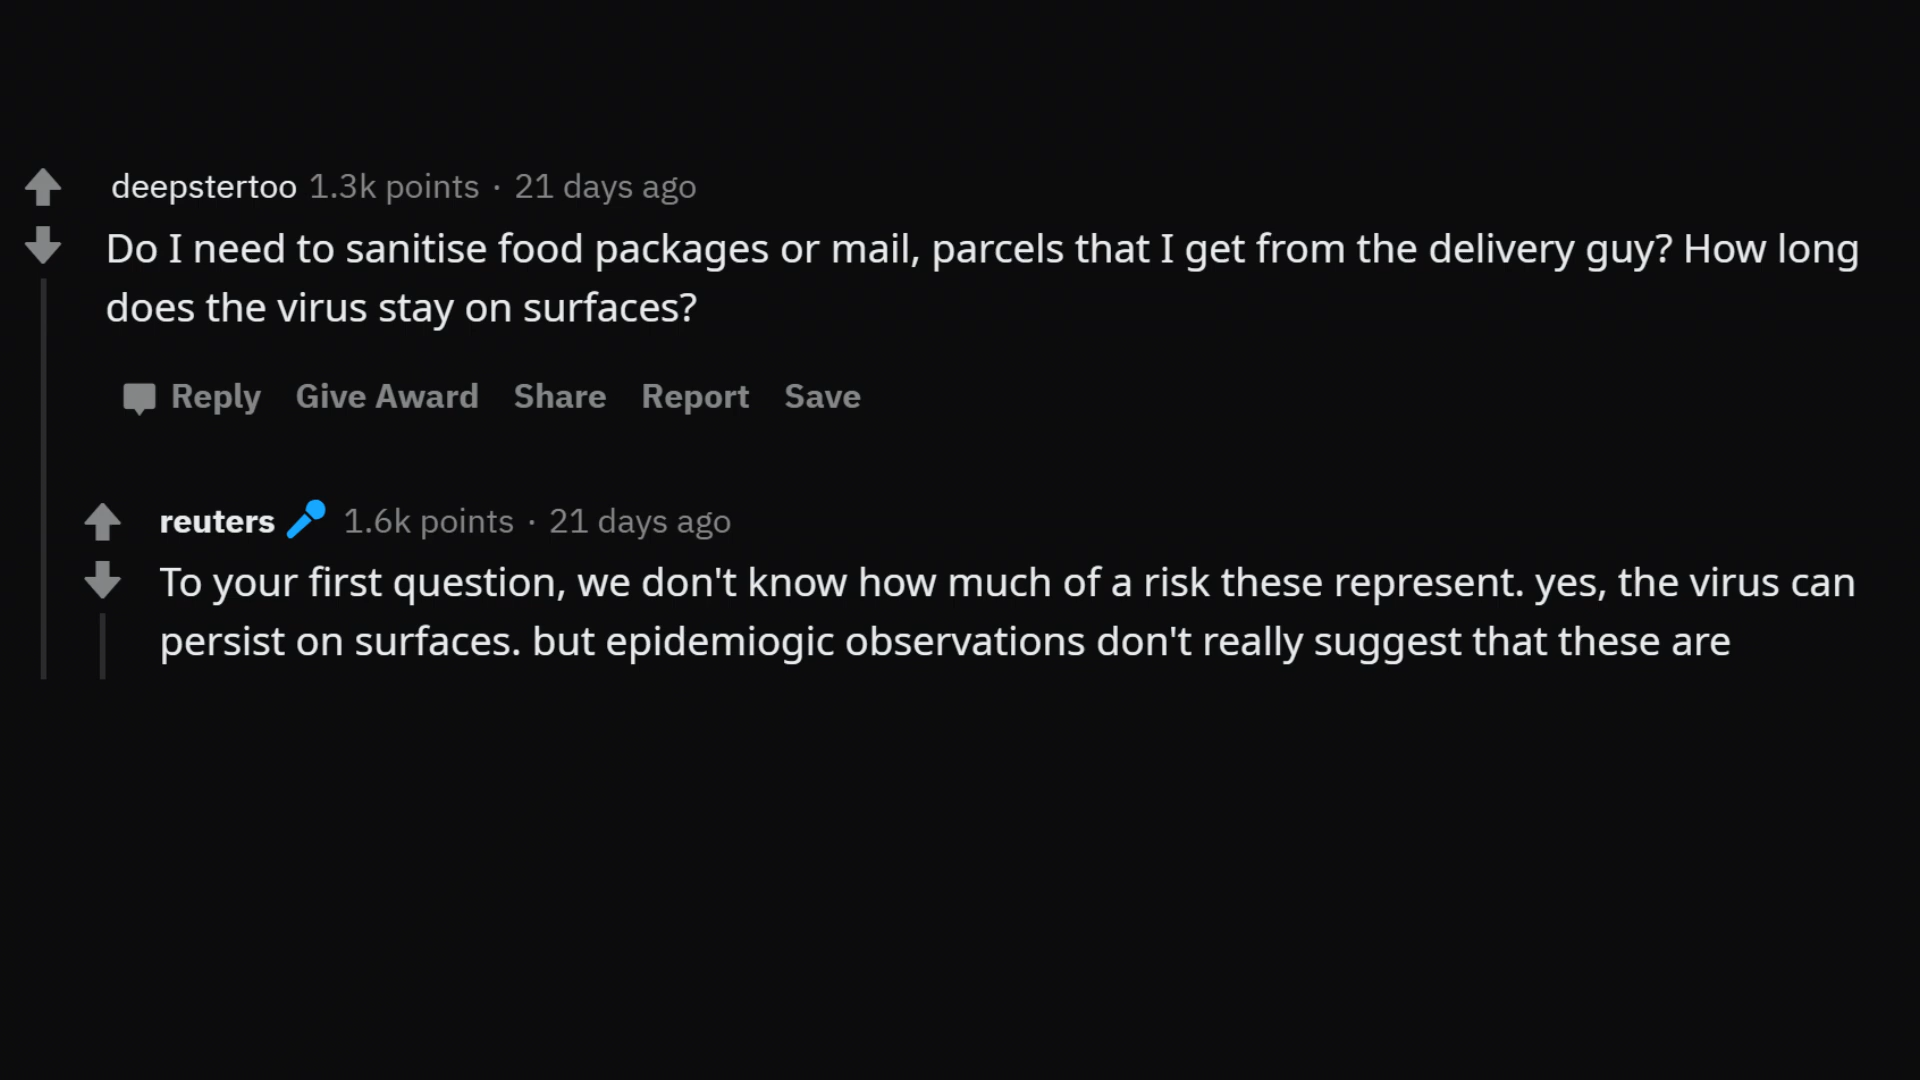 deepstertoo 1.3k points · 21 days ago
Do I need to sanitise food packages or mail, parcels that I get from the delivery guy? How long
does the virus stay on surfaces?
Reply Give Award Share Report Save
reuters 1.6k points · 21 days ago
To your first question, we don't know how much of a risk these represent. yes, the virus can
persist on surfaces. but epidemiogic observations don't really suggest that these are